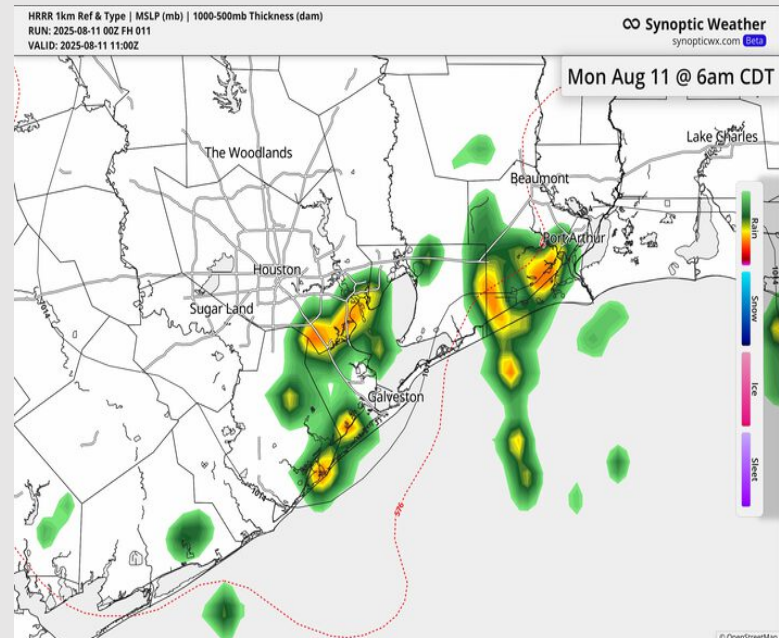 HRRR 1km Ref & Type | MSLP (mb) | 1000-500mb Thickness (dam)
RUN: 2025-08-11 00Z FH 011
VALID: 2025-08-11 11:00Z
Synoptic Weather
synopticwx.com Beta
Mon Aug 11 @ 6am CDT
Lake Charles
The Woodlands
Beaumont
Rain
Port Arthur
Houston
Snow
Sugar Land
1014
Ice
Galveston
Sleet
1014
576
© OpenStreetMap